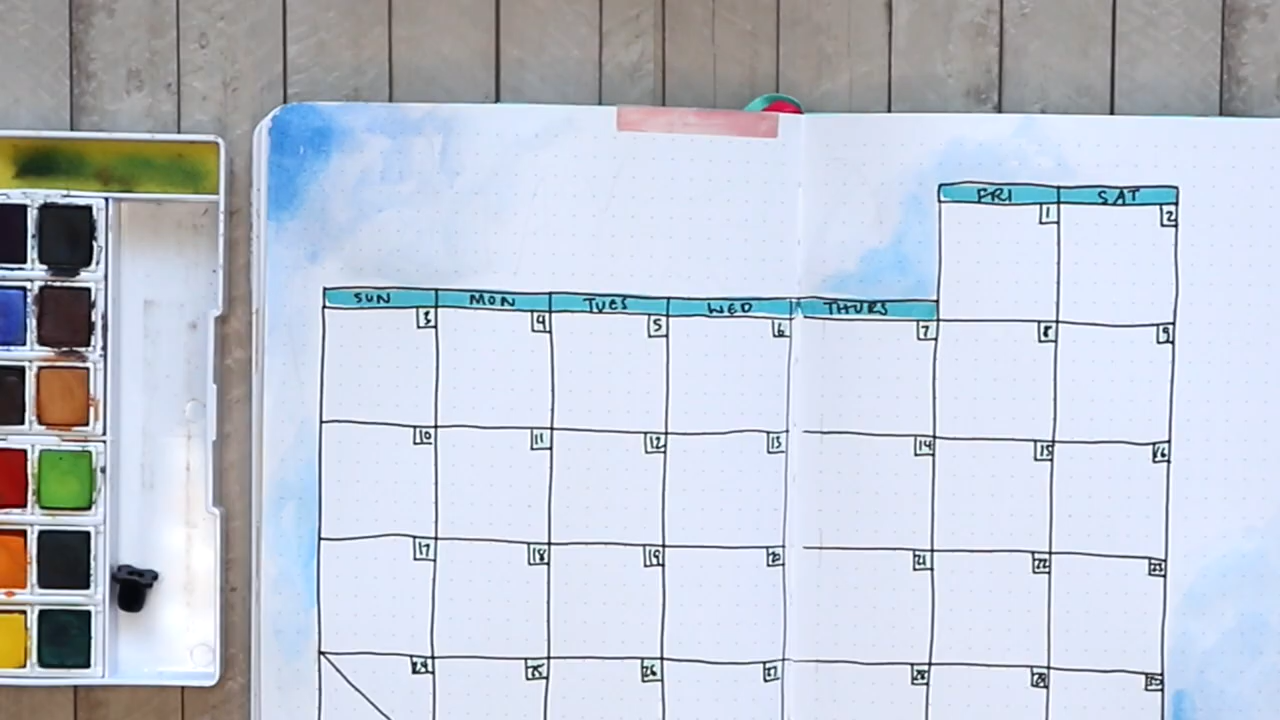 FRI SAT
1 2
SUN MON TUES WED THURS
3 4 5 6 7 8 9
10 11 12 13 14 15 16
17 18 19 20 21 22 23
24 25 26 27 28 29 30